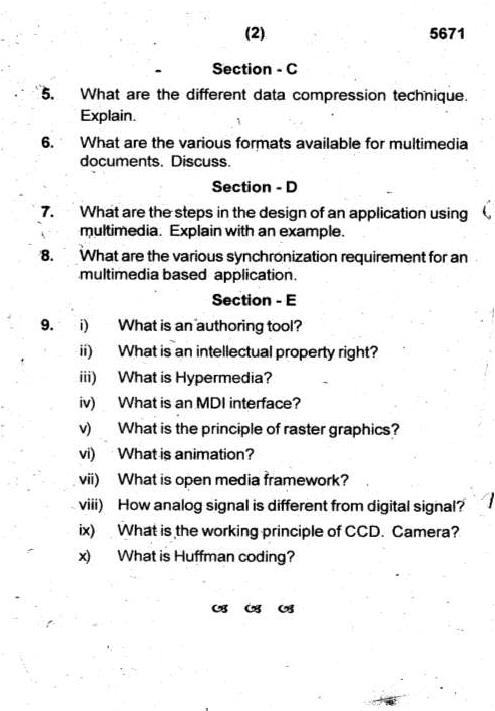 (2) 5671
Section - C
5. What are the different data compression technique.
Explain.
6. What are the various formats available for multimedia
documents. Discuss.
Section - D
7. What are the steps in the design of an application using
multimedia. Explain with an example.
8. What are the various synchronization requirement for an
multimedia based application.
Section - E
9. i) What is an authoring tool?
ii) What is an intellectual property right?
iii) What is Hypermedia?
iv) What is an MDI interface?
v) What is the principle of raster graphics?
vi) What is animation?
vii) What is open media framework?
viii) How analog signal is different from digital signal?
ix) What is the working principle of CCD. Camera?
x) What is Huffman coding?